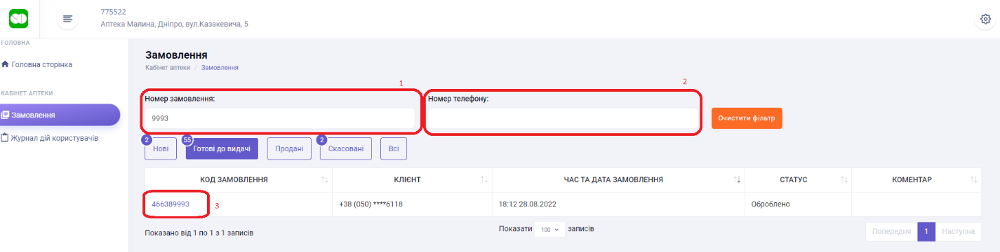 775522
Аптека Малина, Дніпро, вул.Казакевича, 5
ГОЛОВНА
Головна сторінка
КАБІНЕТ АПТЕКИ
Замовлення
Журнал дій користувачів
Замовлення
Кабінет аптеки / Замовлення
1
2
Номер замовлення:
Номер телефону:
9993
Очистити фільтр
2 55 2
Нові Готові до видачі Продані Скасовані Всі
КОД ЗАМОВЛЕННЯ КЛІЄНТ ЧАС ТА ДАТА ЗАМОВЛЕННЯ СТАТУС КОМЕНТАР
466389993 3 +38 (050) ****6118 18:12 28.08.2022 Оброблено
Показано від 1 по 1 з 1 записів Показати 100 записів Попередня 1 Наступна